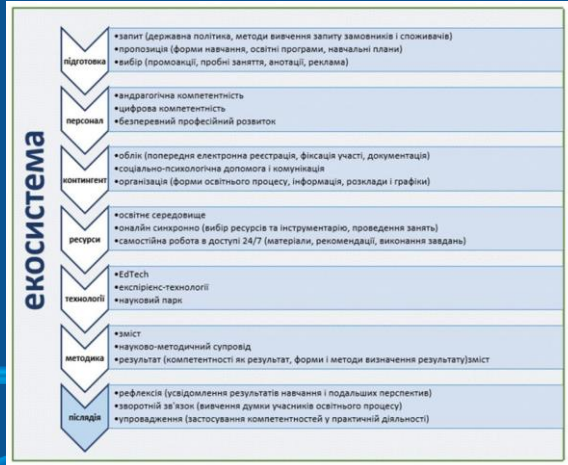 екосистема
підготовка
•запит (державна політика, методи вивчення запиту замовників і споживачів)
•пропозиція (форми навчання, освітні програми, навчальні плани)
•вибір (промоакції, пробні заняття, анотації, реклама)
персонал
•андрагогічна компетентність
•цифрова компетентність
•безперевний професійний розвиток
контингент
•облік (попередня електронна реєстрація, фіксація участі, документація)
•соціально-психологічна допомога і комунікація
•організація (форми освітнього процесу, інформація, розклади і графіки)
ресурси
•освітнє середовище
•онлайн синхронно (вибір ресурсів та інструментарію, проведення занять)
•самостійна робота в доступі 24/7 (матеріали, рекомендації, виконання завдань)
технології
•EdTech
•експірієнс-технології
•науковий парк
методика
•зміст
•науково-методичний супровід
•результат (компетентності як результат, форми і методи визначення результату)зміст
післядія
•рефлексія (усвідомлення результатів навчання і подальших перспектив)
•зворотній зв'язок (вивчення думки учасників освітнього процесу)
•упровадження (застосування компетентностей у практичній діяльності)